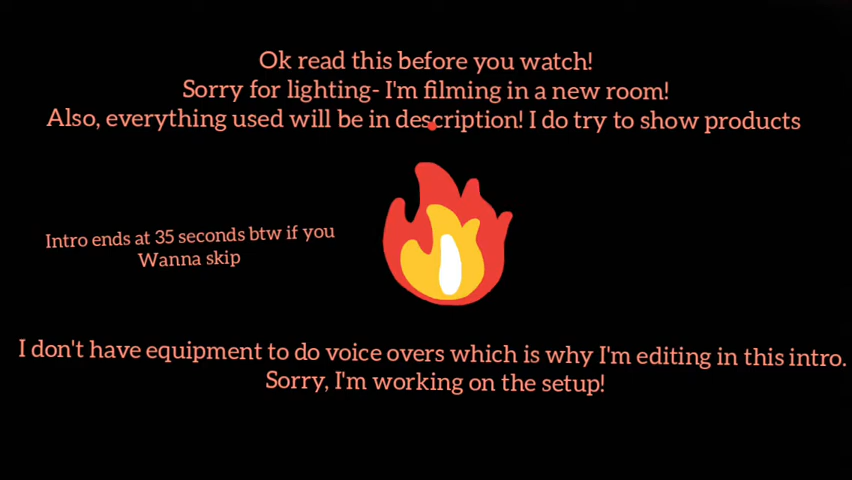 Ok read this before you watch!
Sorry for lighting- I'm filming in a new room!
Also, everything used will be in description! I do try to show products
Intro ends at 35 seconds btw if you
Wanna skip
I don't have equipment to do voice overs which is why I'm editing in this intro.
Sorry, I'm working on the setup!